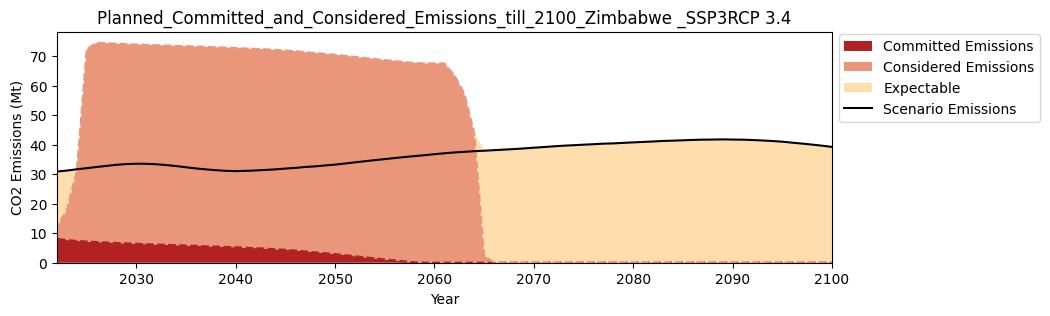 Planned_Committed_and_Considered_Emissions_till_2100_Zimbabwe _SSP3RCP 3.4
CO2 Emissions (Mt)
70
60
50
40
30
20
10
0
2030 2040 2050 2060 2070 2080 2090 2100
Year
Committed Emissions
Considered Emissions
Expectable
Scenario Emissions